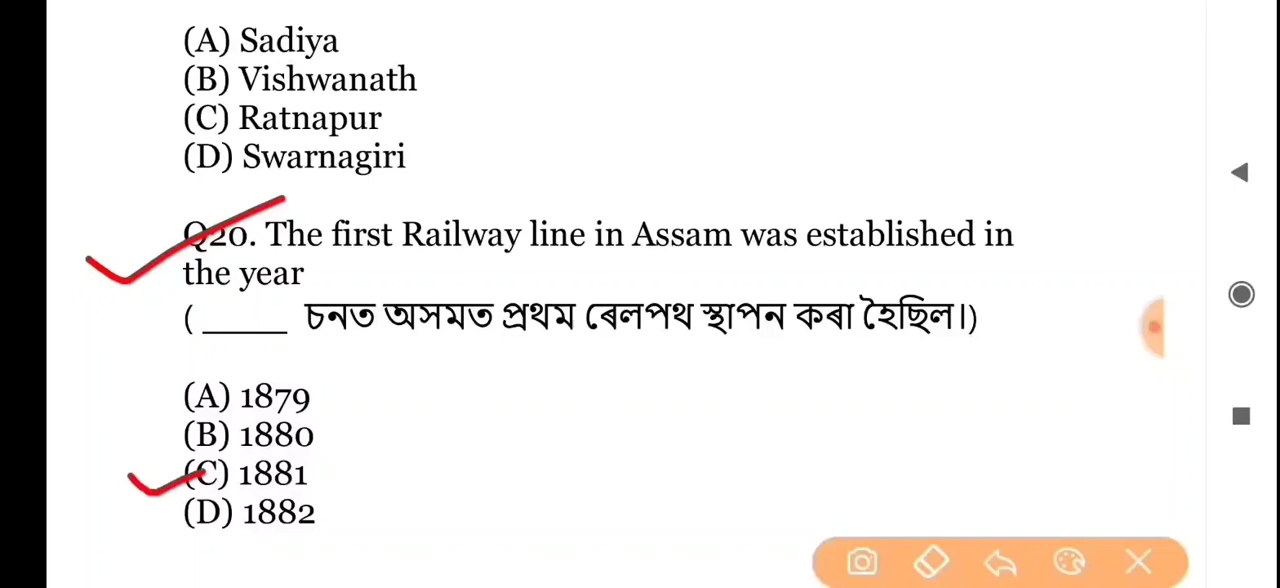 (A) Sadiya
(B) Vishwanath
(C) Ratnapur
(D) Swarnagiri
Q20. The first Railway line in Assam was established in
the year
( _____ চনত অসমত প্ৰথম ৰেলপথ স্থাপন কৰা হৈছিল।)
(A) 1879
(B) 1880
(C) 1881
(D) 1882